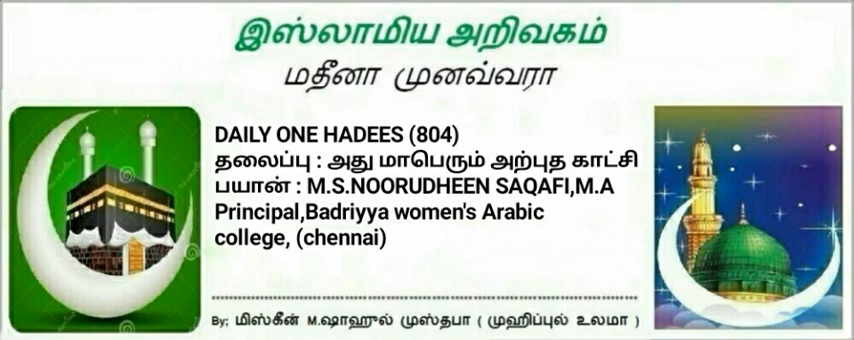 இஸ்லாமிய அறிவகம்
மதீனா முனவ்வரா
DAILY ONE HADEES (804)
தலைப்பு : அது மாபெரும் அற்புத காட்சி
பயான் : M.S.NOORUDHEEN SAQAFI,M.A
Principal,Badriyya women's Arabic
college, (chennai)
By; மிஸ்கீன் M.ஷாஹுல் முஸ்தபா ( முஹிப்புல் உலமா )